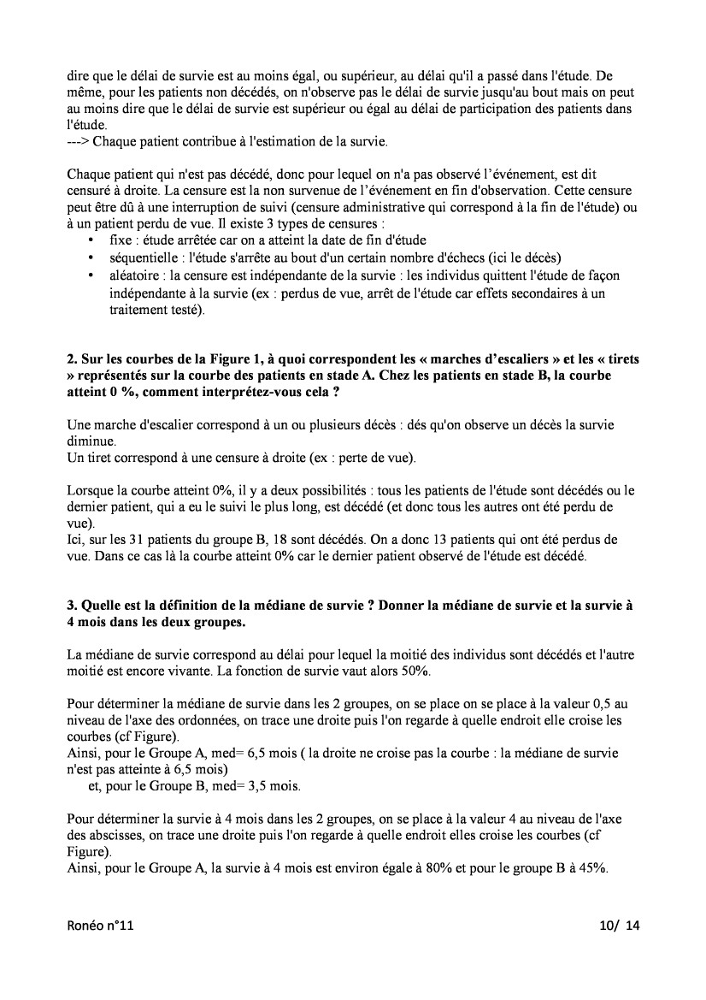 dire que le délai de survie est au moins égal, ou supérieur, au délai qu'il a passé dans l'étude. De
même, pour les patients non décédés, on n'observe pas le délai de survie jusqu'au bout mais on peut
au moins dire que le délai de survie est supérieur ou égal au délai de participation des patients dans
l'étude.
---> Chaque patient contribue à l'estimation de la survie.
Chaque patient qui n'est pas décédé, donc pour lequel on n'a pas observé l’événement, est dit
censuré à droite. La censure est la non survenue de l’événement en fin d'observation. Cette censure
peut être dû à une interruption de suivi (censure administrative qui correspond à la fin de l'étude) ou
à un patient perdu de vue. Il existe 3 types de censures :
• fixe : étude arrêtée car on a atteint la date de fin d'étude
• séquentielle : l'étude s'arrête au bout d'un certain nombre d'échecs (ici le décès)
• aléatoire : la censure est indépendante de la survie : les individus quittent l'étude de façon
indépendante à la survie (ex : perdus de vue, arrêt de l'étude car effets secondaires à un
traitement testé).
2. Sur les courbes de la Figure 1, à quoi correspondent les « marches d’escaliers » et les « tirets
» représentés sur la courbe des patients en stade A. Chez les patients en stade B, la courbe
atteint 0 %, comment interprétez-vous cela ?
Une marche d'escalier correspond à un ou plusieurs décès : dés qu'on observe un décès la survie
diminue.
Un tiret correspond à une censure à droite (ex : perte de vue).
Lorsque la courbe atteint 0%, il y a deux possibilités : tous les patients de l'étude sont décédés ou le
dernier patient, qui a eu le suivi le plus long, est décédé (et donc tous les autres ont été perdu de
vue).
Ici, sur les 31 patients du groupe B, 18 sont décédés. On a donc 13 patients qui ont été perdus de
vue. Dans ce cas là la courbe atteint 0% car le dernier patient observé de l'étude est décédé.
3. Quelle est la définition de la médiane de survie ? Donner la médiane de survie et la survie à
4 mois dans les deux groupes.
La médiane de survie correspond au délai pour lequel la moitié des individus sont décédés et l'autre
moitié est encore vivante. La fonction de survie vaut alors 50%.
Pour déterminer la médiane de survie dans les 2 groupes, on se place on se place à la valeur 0,5 au
niveau de l'axe des ordonnées, on trace une droite puis l'on regarde à quelle endroit elle croise les
courbes (cf Figure).
Ainsi, pour le Groupe A, med= 6,5 mois ( la droite ne croise pas la courbe : la médiane de survie
n'est pas atteinte à 6,5 mois)
et, pour le Groupe B, med= 3,5 mois.
Pour déterminer la survie à 4 mois dans les 2 groupes, on se place à la valeur 4 au niveau de l'axe
des abscisses, on trace une droite puis l'on regarde à quelle endroit elles croise les courbes (cf
Figure).
Ainsi, pour le Groupe A, la survie à 4 mois est environ égale à 80% et pour le groupe B à 45%.
Ronéo n°11 10/ 14